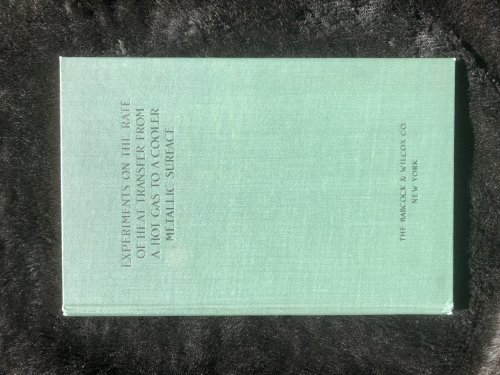 EXPERIMENTS ON THE RATE
OF HEAT TRANSFER FROM
A HOT GAS TO A COOLER
METALLIC SURFACE
THE BABCOCK & WILCOX CO.
NEW YORK